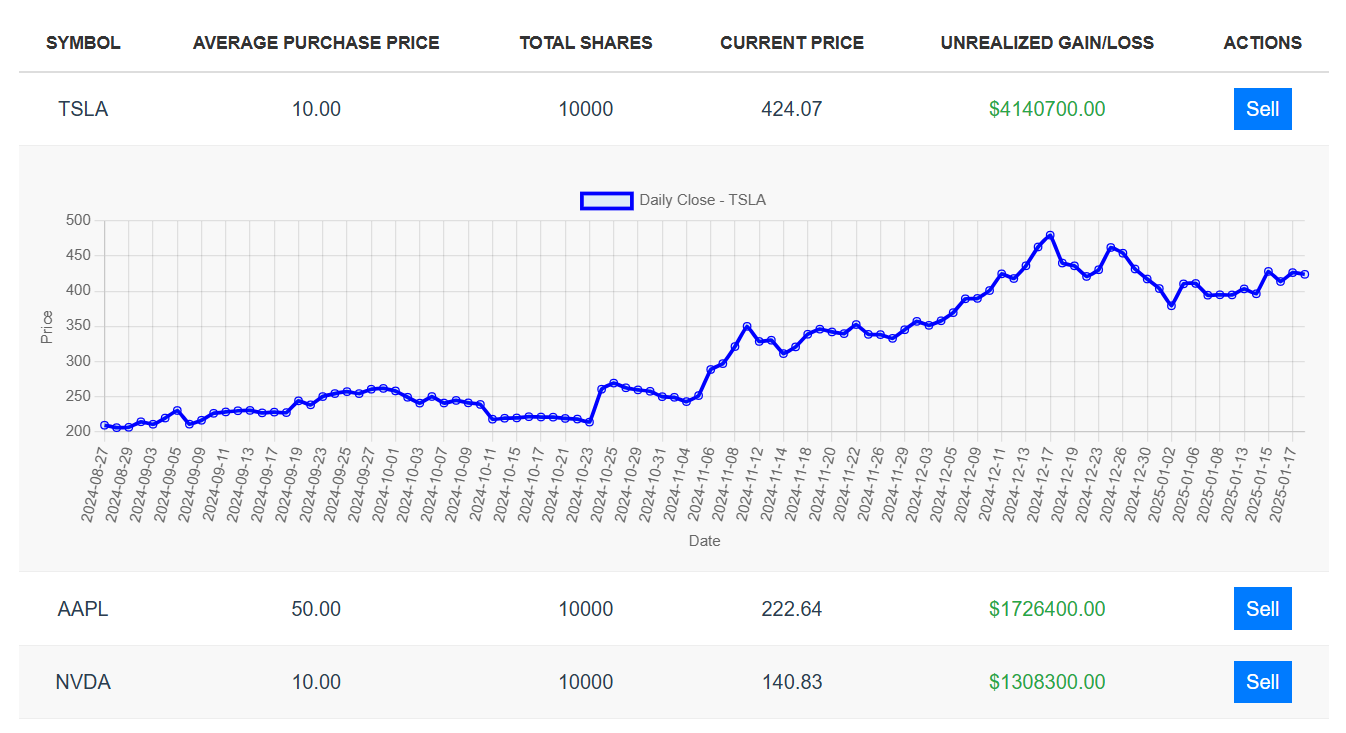 SYMBOL AVERAGE PURCHASE PRICE TOTAL SHARES CURRENT PRICE UNREALIZED GAIN/LOSS ACTIONS
TSLA 10.00 10000 424.07 $4140700.00 Sell
Daily Close - TSLA
500
450
400
350
300
250
200
Price
2024-08-27 2024-08-29 2024-09-03 2024-09-05 2024-09-09 2024-09-11 2024-09-13 2024-09-17 2024-09-19 2024-09-23 2024-09-25 2024-09-27 2024-10-01 2024-10-03 2024-10-07 2024-10-09 2024-10-11 2024-10-15 2024-10-17 2024-10-21 2024-10-23 2024-10-25 2024-10-29 2024-10-31 2024-11-04 2024-11-06 2024-11-08 2024-11-12 2024-11-14 2024-11-18 2024-11-20 2024-11-22 2024-11-26 2024-11-29 2024-12-03 2024-12-05 2024-12-09 2024-12-11 2024-12-13 2024-12-17 2024-12-19 2024-12-23 2024-12-26 2024-12-30 2025-01-02 2025-01-06 2025-01-08 2025-01-13 2025-01-15 2025-01-17
Date
AAPL 50.00 10000 222.64 $1726400.00 Sell
NVDA 10.00 10000 140.83 $1308300.00 Sell